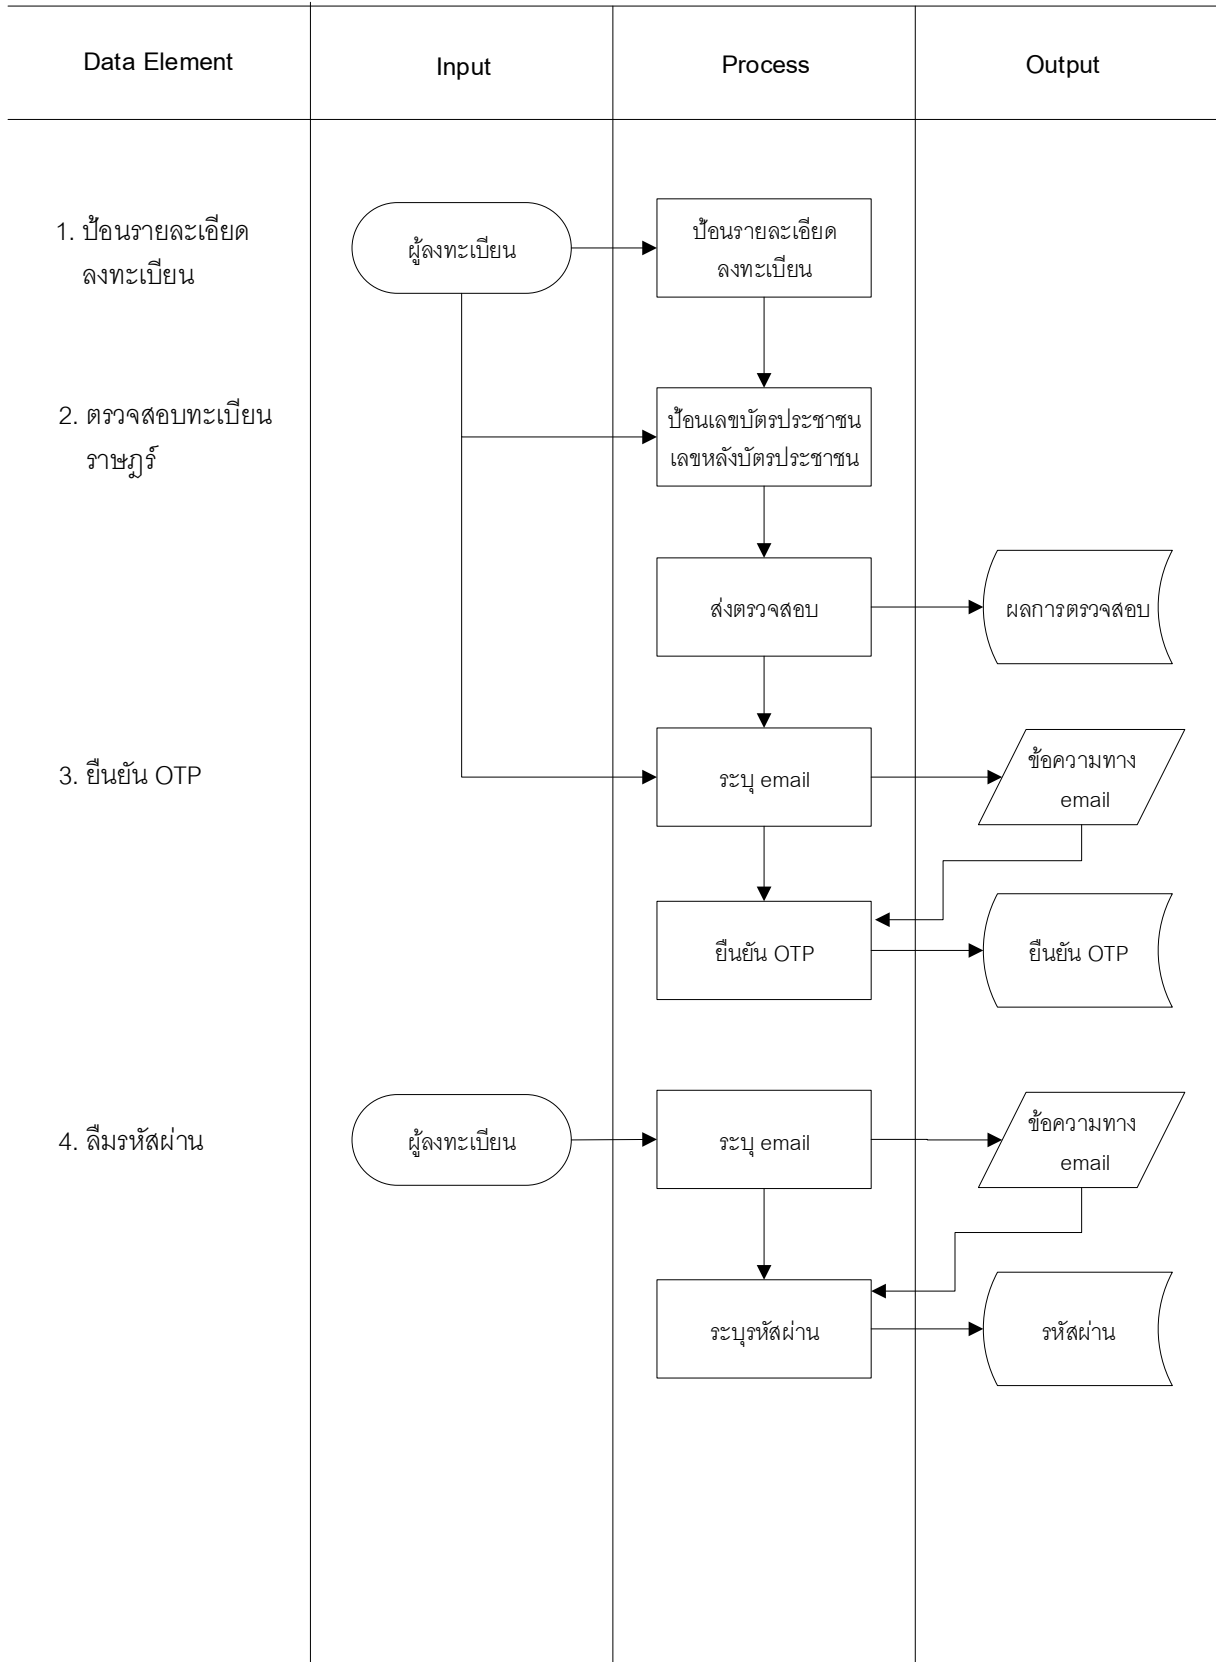 Data Element
Input
Process
Output
1. ป้อนรายละเอียด
ลงทะเบียน
ผู้ลงทะเบียน
ป้อนรายละเอียด
ลงทะเบียน
2. ตรวจสอบทะเบียน
ราษฎร์
ป้อนเลขบัตรประชาชน
เลขหลังบัตรประชาชน
ส่งตรวจสอบ
ผลการตรวจสอบ
3. ยืนยัน OTP
ระบุ email
ข้อความทาง
email
ยืนยัน OTP
ยืนยัน OTP
4. ลืมรหัสผ่าน
ผู้ลงทะเบียน
ระบุ email
ข้อความทาง
email
ระบุรหัสผ่าน
รหัสผ่าน